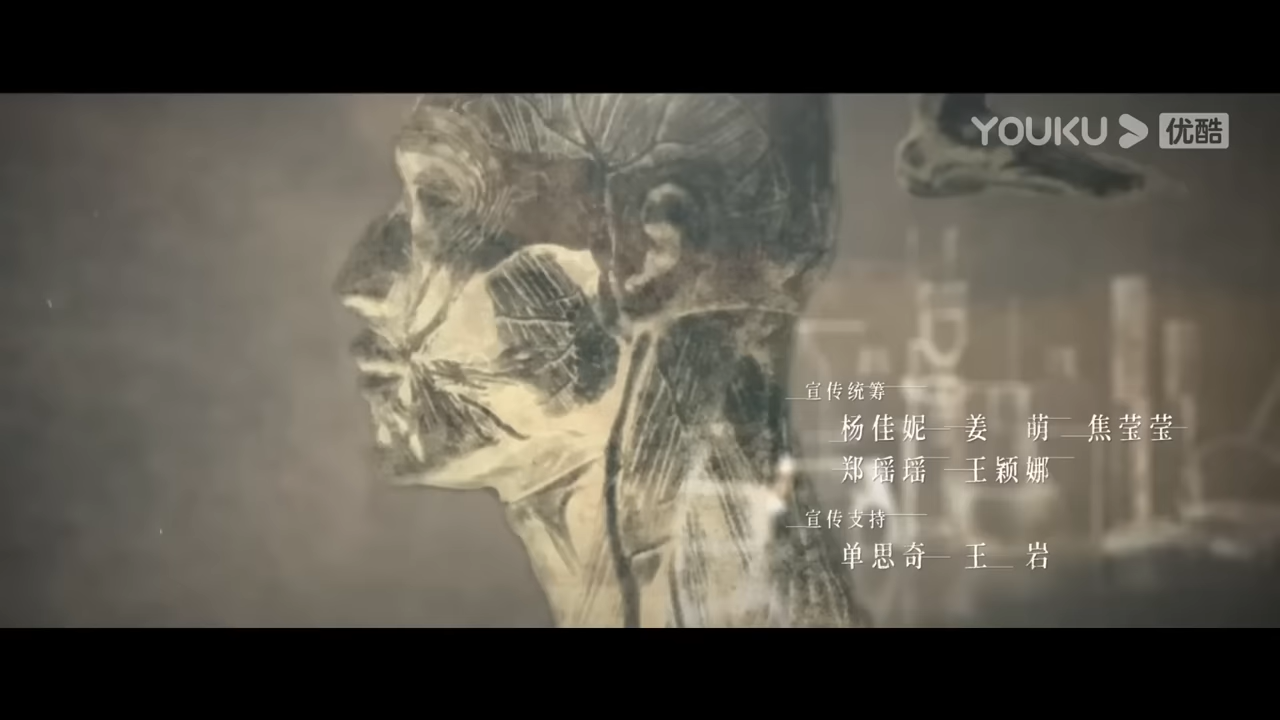 YOUKU 优酷
宣传统筹
杨佳妮 姜 萌 焦莹莹
郑瑶瑶 王颖娜
宣传支持
单思奇 王 岩